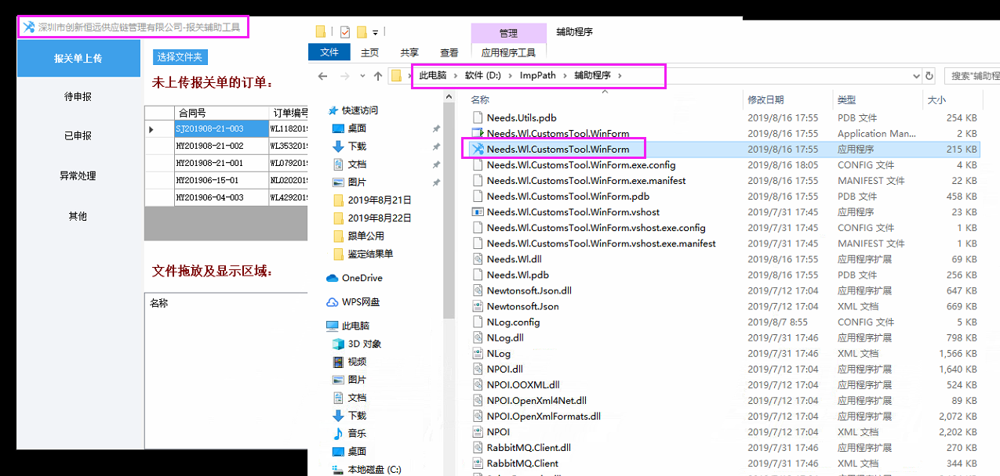 深圳市创新恒远供应链管理有限公司-报关辅助工具
报关单上传
待申报
已申报
异常处理
其他
选择文件夹
未上传报关单的订单:
合同号 订单编号
SJ201908-21-003 WL118201
HY201908-21-002 WL353201
HY201908-21-001 WL079201
HY201906-15-01 NL020201
HY201906-04-003 WL429201
文件拖放及显示区域:
名称
管理 辅助程序
文件 主页 共享 查看 应用程序工具
此电脑 > 软件 (D:) > ImpPath > 辅助程序 >
搜索"辅助程
快速访问
桌面
下载
文档
图片
2019年8月21日
2019年8月22日
跟单公用
鉴定结果单
OneDrive
WPS网盘
此电脑
3D 对象
视频
图片
文档
下载
音乐
桌面
本地磁盘 (C:)
名称 修改日期 类型 大小
Needs.Utils.pdb 2019/8/16 17:55 PDB 文件 254 KB
Needs.Wl.CustomsTool.WinForm 2019/8/16 17:55 Application Man... 2 KB
Needs.Wl.CustomsTool.WinForm 2019/8/16 17:55 应用程序 215 KB
Needs.Wl.CustomsTool.WinForm.exe.config 2019/8/16 18:05 CONFIG 文件 4 KB
Needs.Wl.CustomsTool.WinForm.exe.manifest 2019/8/16 17:55 MANIFEST 文件 22 KB
Needs.Wl.CustomsTool.WinForm.pdb 2019/8/16 17:55 PDB 文件 458 KB
Needs.Wl.CustomsTool.WinForm.vshost 2019/7/31 17:45 应用程序 23 KB
Needs.Wl.CustomsTool.WinForm.vshost.exe.config 2019/7/31 17:45 CONFIG 文件 1 KB
Needs.Wl.CustomsTool.WinForm.vshost.exe.manifest 2019/7/31 17:45 MANIFEST 文件 1 KB
Needs.Wl.dll 2019/8/16 17:55 应用程序扩展 69 KB
Needs.Wl.pdb 2019/8/16 17:55 PDB 文件 256 KB
Newtonsoft.Json.dll 2019/7/12 17:04 应用程序扩展 647 KB
Newtonsoft.Json 2019/7/12 17:04 XML 文档 669 KB
NLog.config 2019/8/7 8:55 CONFIG 文件 5 KB
NLog.dll 2019/7/31 17:46 应用程序扩展 798 KB
NLog 2019/7/31 17:46 XML 文档 1,566 KB
NPOI.dll 2019/7/12 17:04 应用程序扩展 1,640 KB
NPOI.OOXML.dll 2019/7/12 17:04 应用程序扩展 524 KB
NPOI.OpenXml4Net.dll 2019/7/12 17:04 应用程序扩展 89 KB
NPOI.OpenXmlFormats.dll 2019/7/12 17:04 应用程序扩展 2,072 KB
NPOI 2019/7/12 17:04 XML 文档 2,202 KB
RabbitMQ.Client.dll 2019/7/31 17:46 应用程序扩展 270 KB
RabbitMQ.Client 2019/7/31 17:46 XML 文档 344 KB